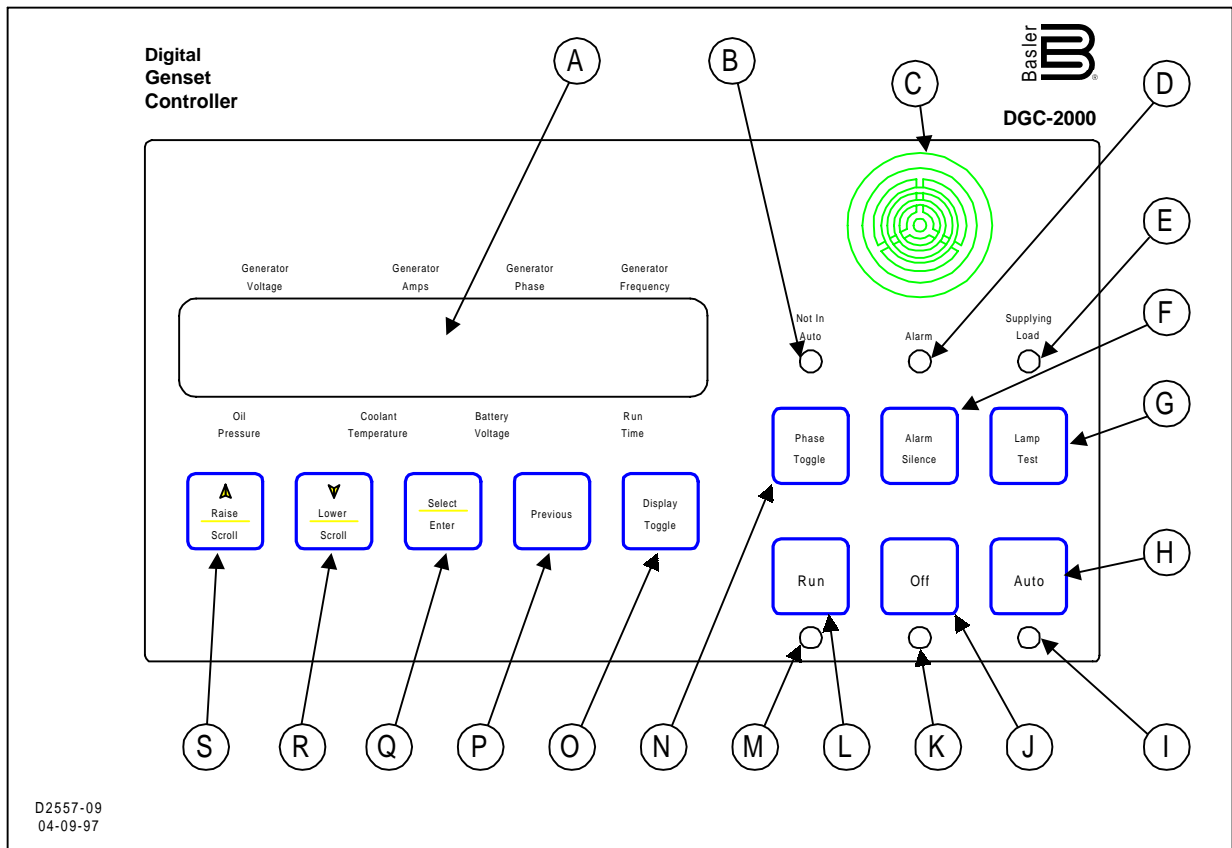 Digital
Genset
Controller
A
B
C
Basler
B
®
D
DGC-2000
E
Generator
Voltage
Generator
Amps
Generator
Phase
Generator
Frequency
Not In
Auto
Alarm
Supplying
Load
F
Oil
Pressure
Coolant
Temperature
Battery
Voltage
Run
Time
Phase
Toggle
Alarm
Silence
Lamp
Test
G
Raise
Scroll
Lower
Scroll
Select
Enter
Previous
Display
Toggle
Run
Off
Auto
H
S
R
Q
P
O
N
M
L
K
J
I
D2557-09
04-09-97